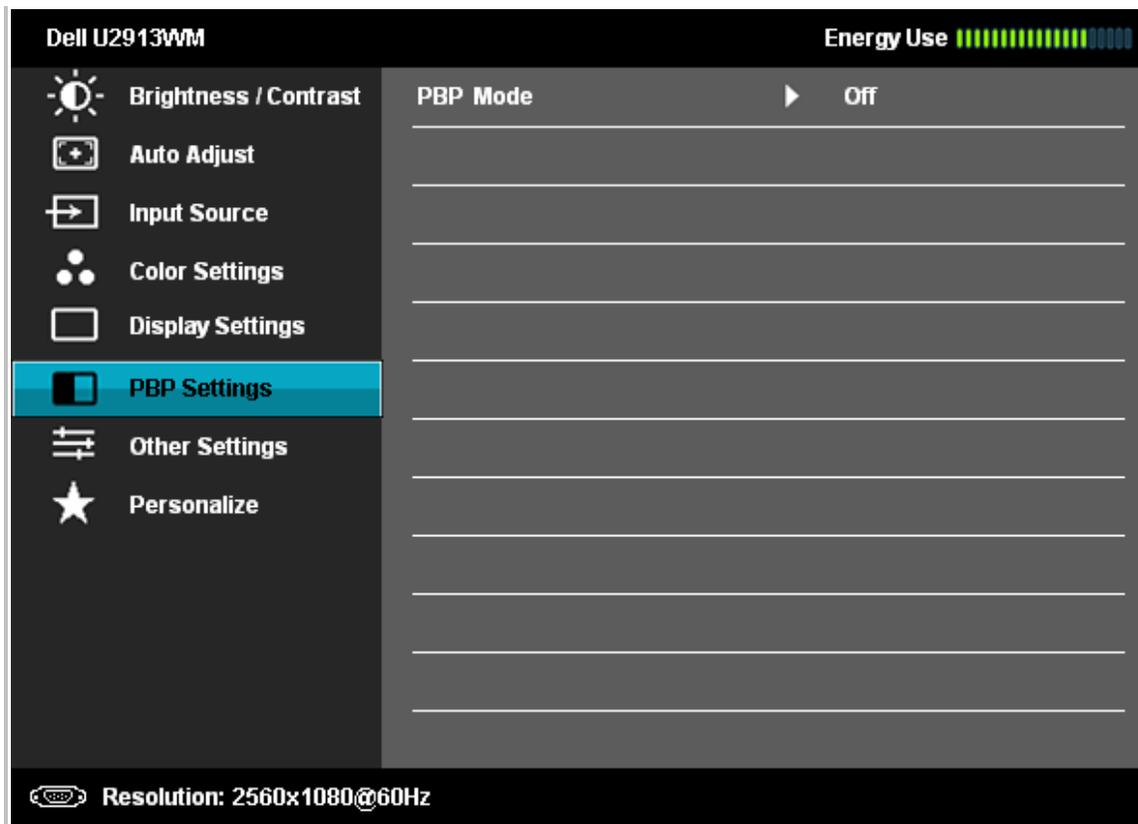 Dell U2913WM Energy Use
Brightness / Contrast PBP Mode Off
Auto Adjust
Input Source
Color Settings
Display Settings
PBP Settings
Other Settings
Personalize
Resolution: 2560x1080@60Hz